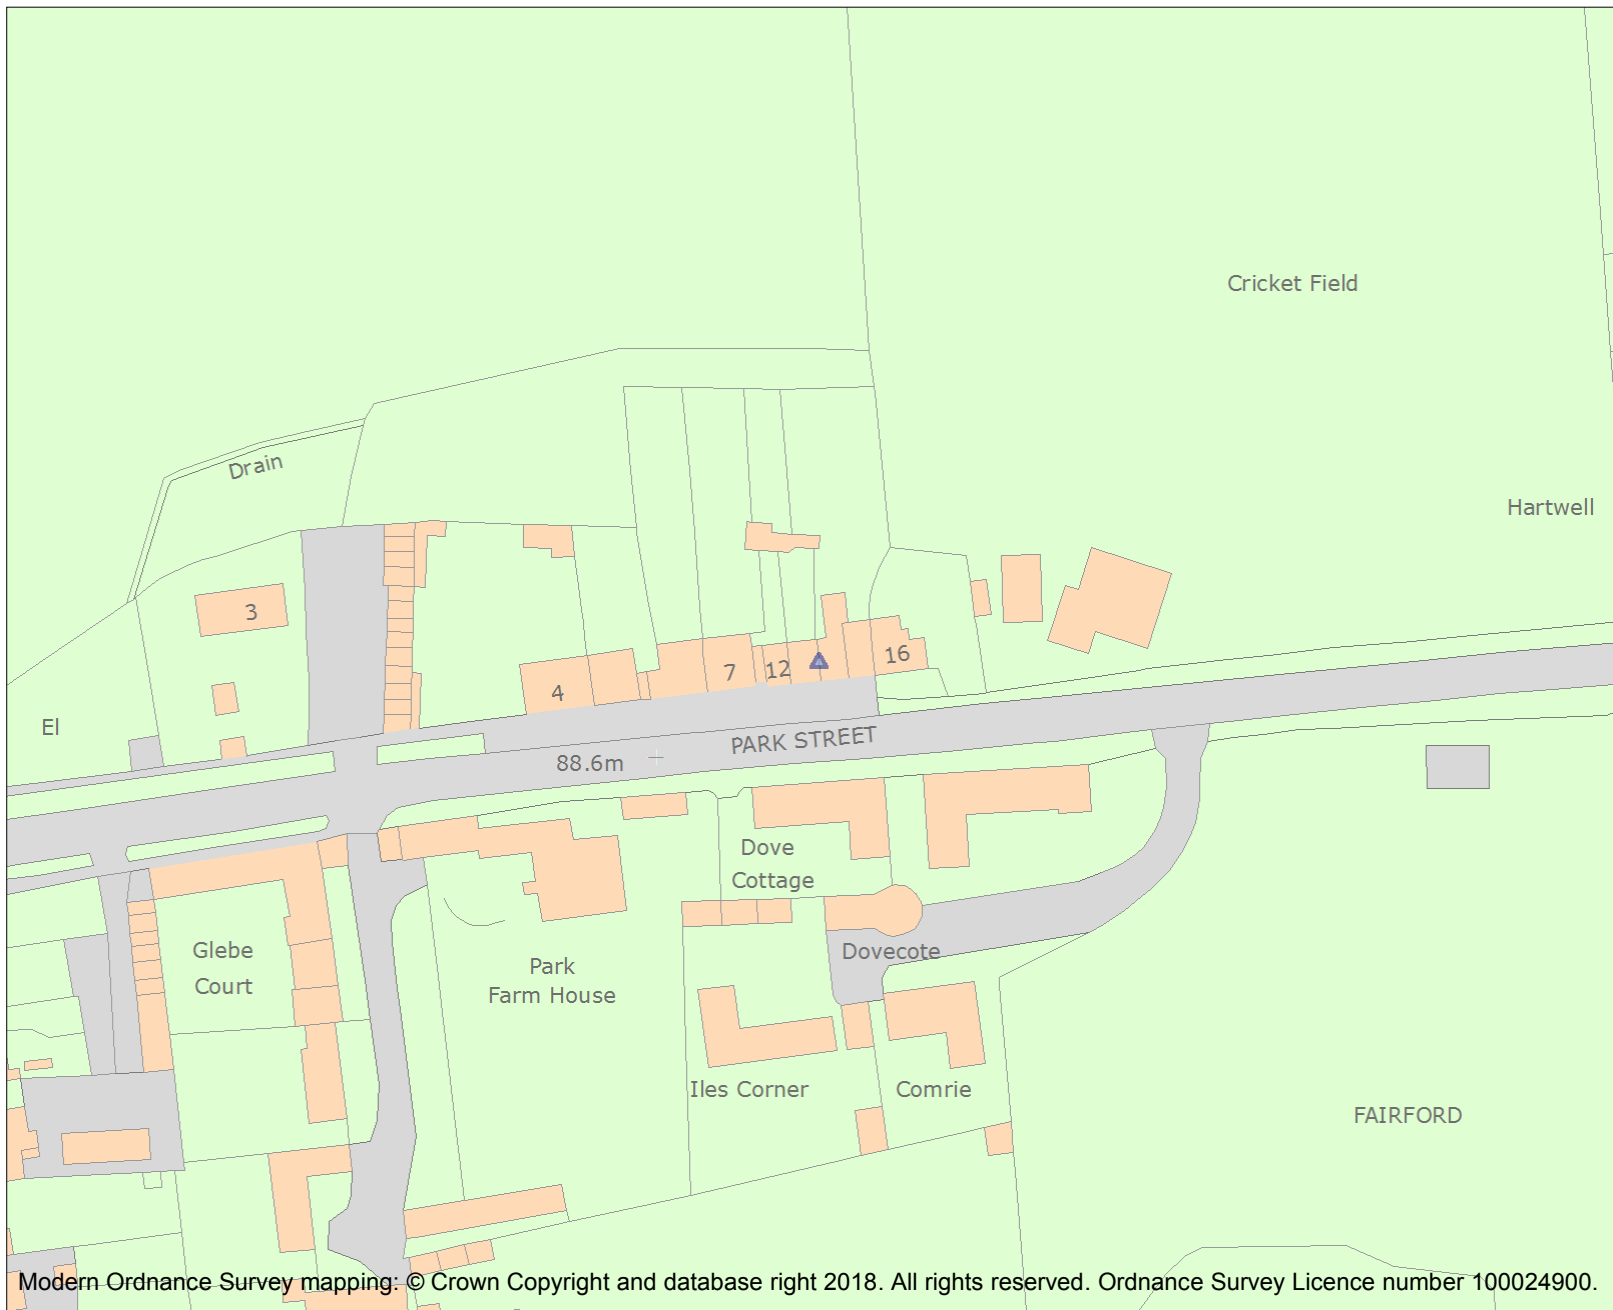 Cricket Field
Drain
Hartwell
3
16
7
12
4
El
PARK STREET
88.6m
Dove
Cottage
Glebe
Court
Dovecote
Park
Farm House
Iles Corner
Comrie
FAIRFORD
Modern Ordnance Survey mapping: © Crown Copyright and database right 2018. All rights reserved. Ordnance Survey Licence number 100024900.